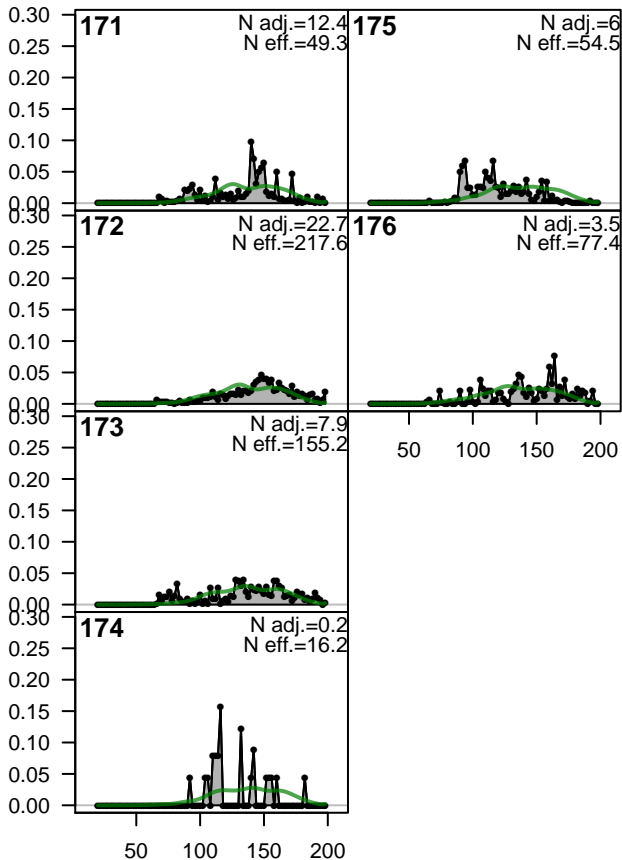 0.30
0.25
0.20
0.15
0.10
0.05
0.00
171
N adj.=12.4
N eff.=49.3
175
N adj.=6
N eff.=54.5
0.30
0.25
0.20
0.15
0.10
0.05
0.00
172
N adj.=22.7
N eff.=217.6
176
N adj.=3.5
N eff.=77.4
50 100 150 200
0.30
0.25
0.20
0.15
0.10
0.05
0.00
173
N adj.=7.9
N eff.=155.2
0.30
0.25
0.20
0.15
0.10
0.05
0.00
174
N adj.=0.2
N eff.=16.2
50 100 150 200